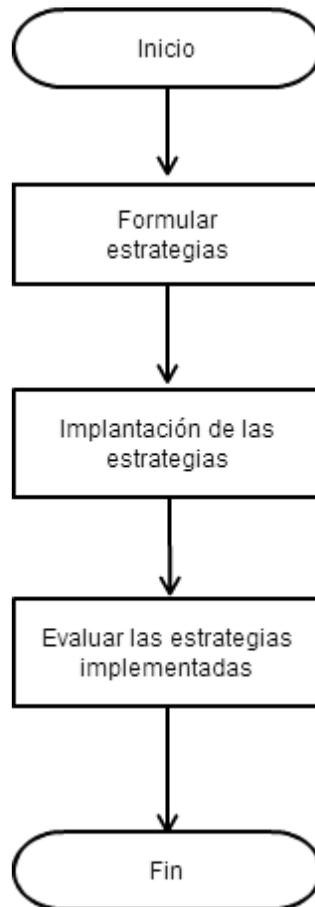 Inicio
Formular
estrategias
Implantación de las
estrategias
Evaluar las estrategias
implementadas
Fin